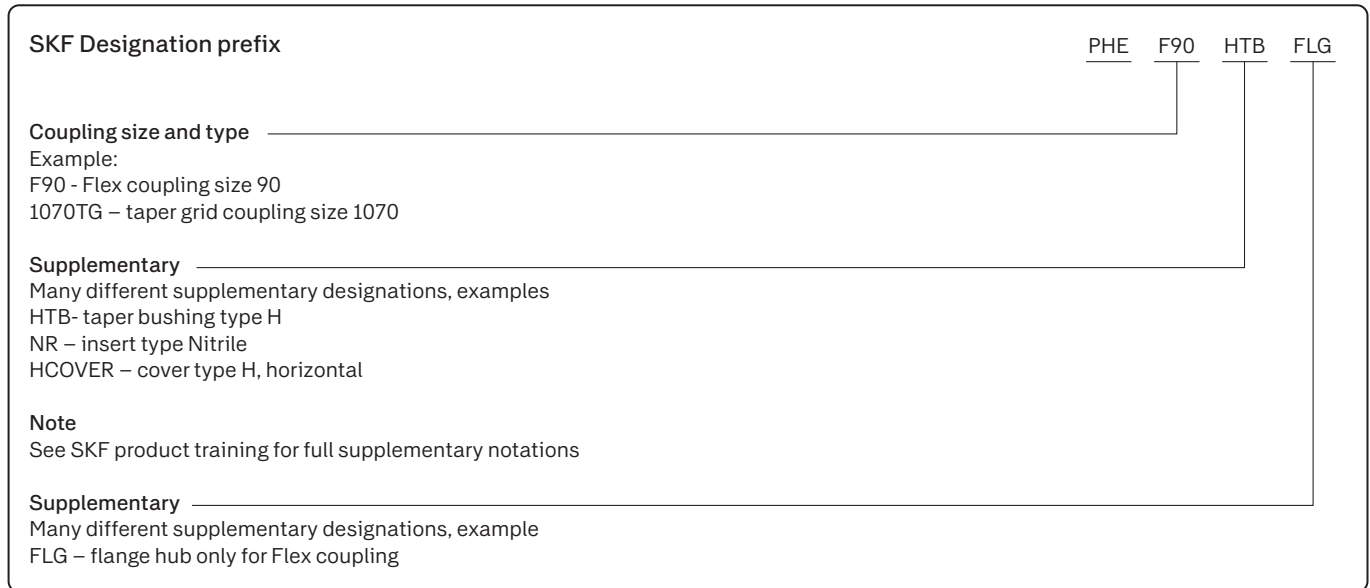 SKF Designation prefix PHE F90 HTB FLG
Coupling size and type
Example:
F90 - Flex coupling size 90
1070TG – taper grid coupling size 1070
Supplementary
Many different supplementary designations, examples
HTB- taper bushing type H
NR – insert type Nitrile
HCOVER – cover type H, horizontal
Note
See SKF product training for full supplementary notations
Supplementary
Many different supplementary designations, example
FLG – flange hub only for Flex coupling